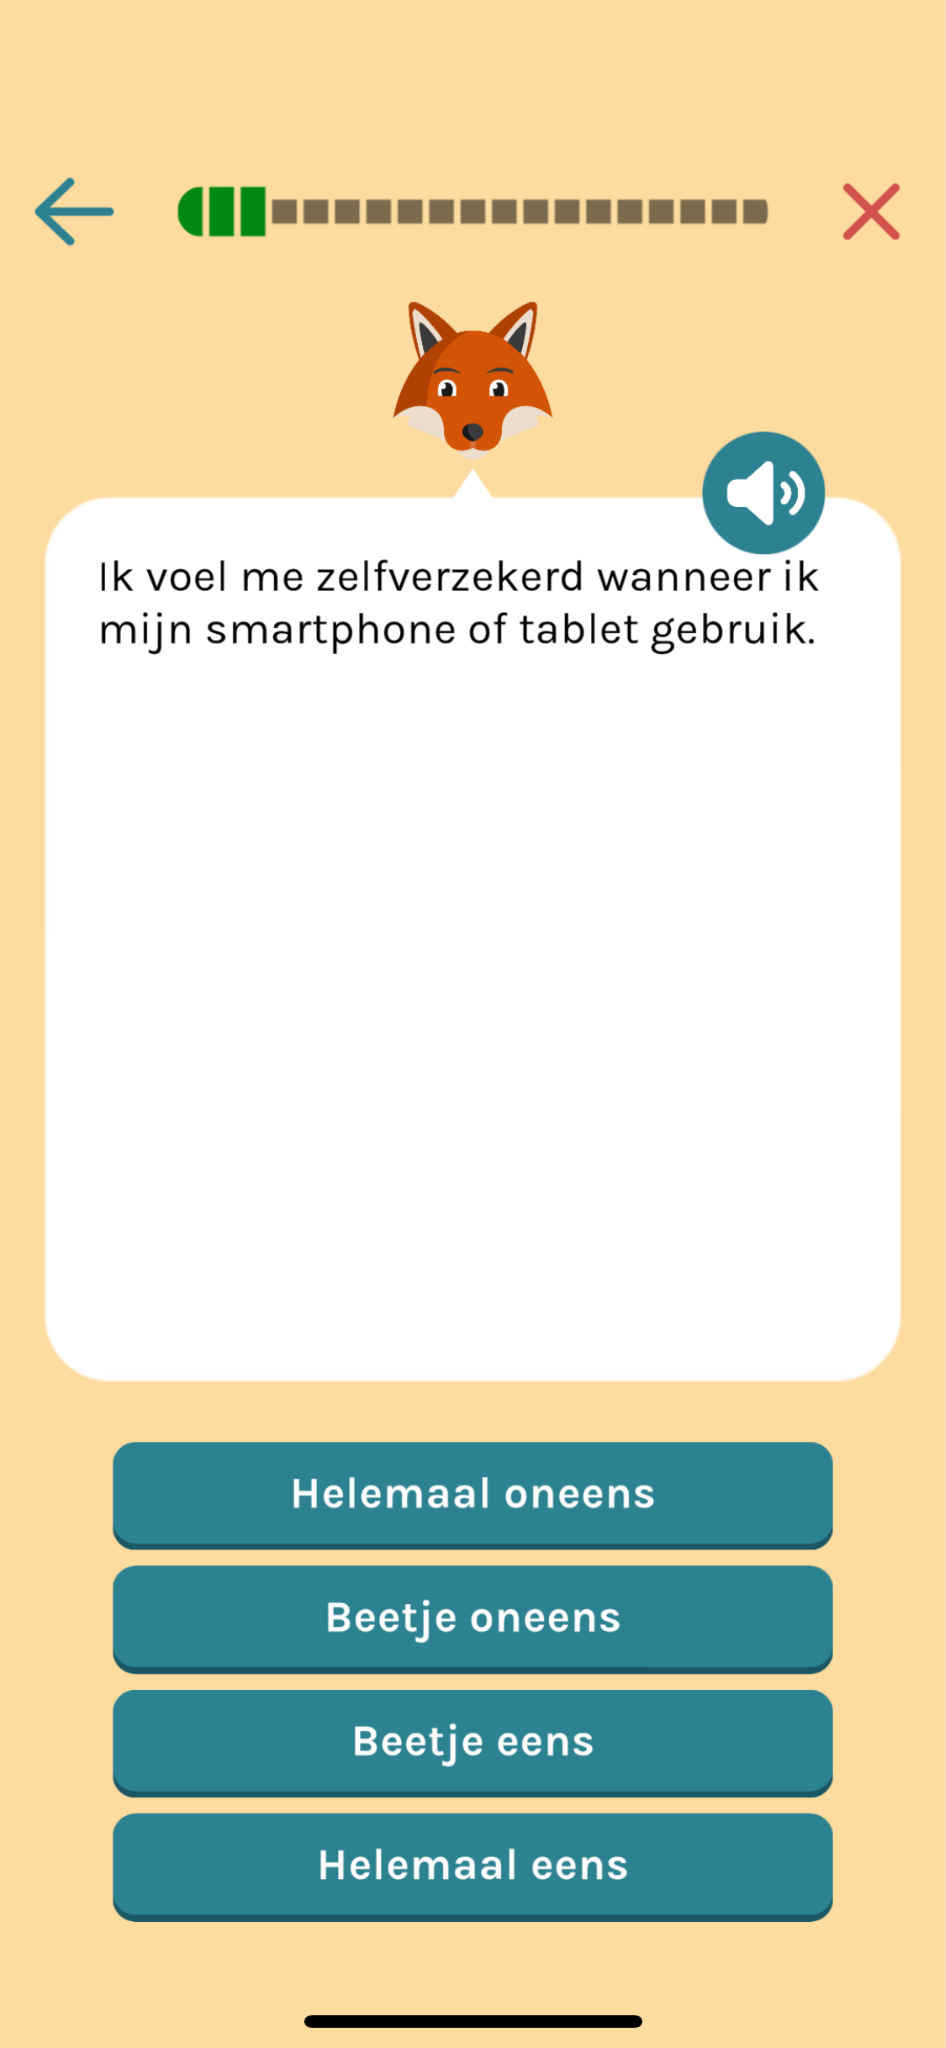 Ik voel me zelfverzekerd wanneer ik
mijn smartphone of tablet gebruik.
Helemaal oneens
Beetje oneens
Beetje eens
Helemaal eens